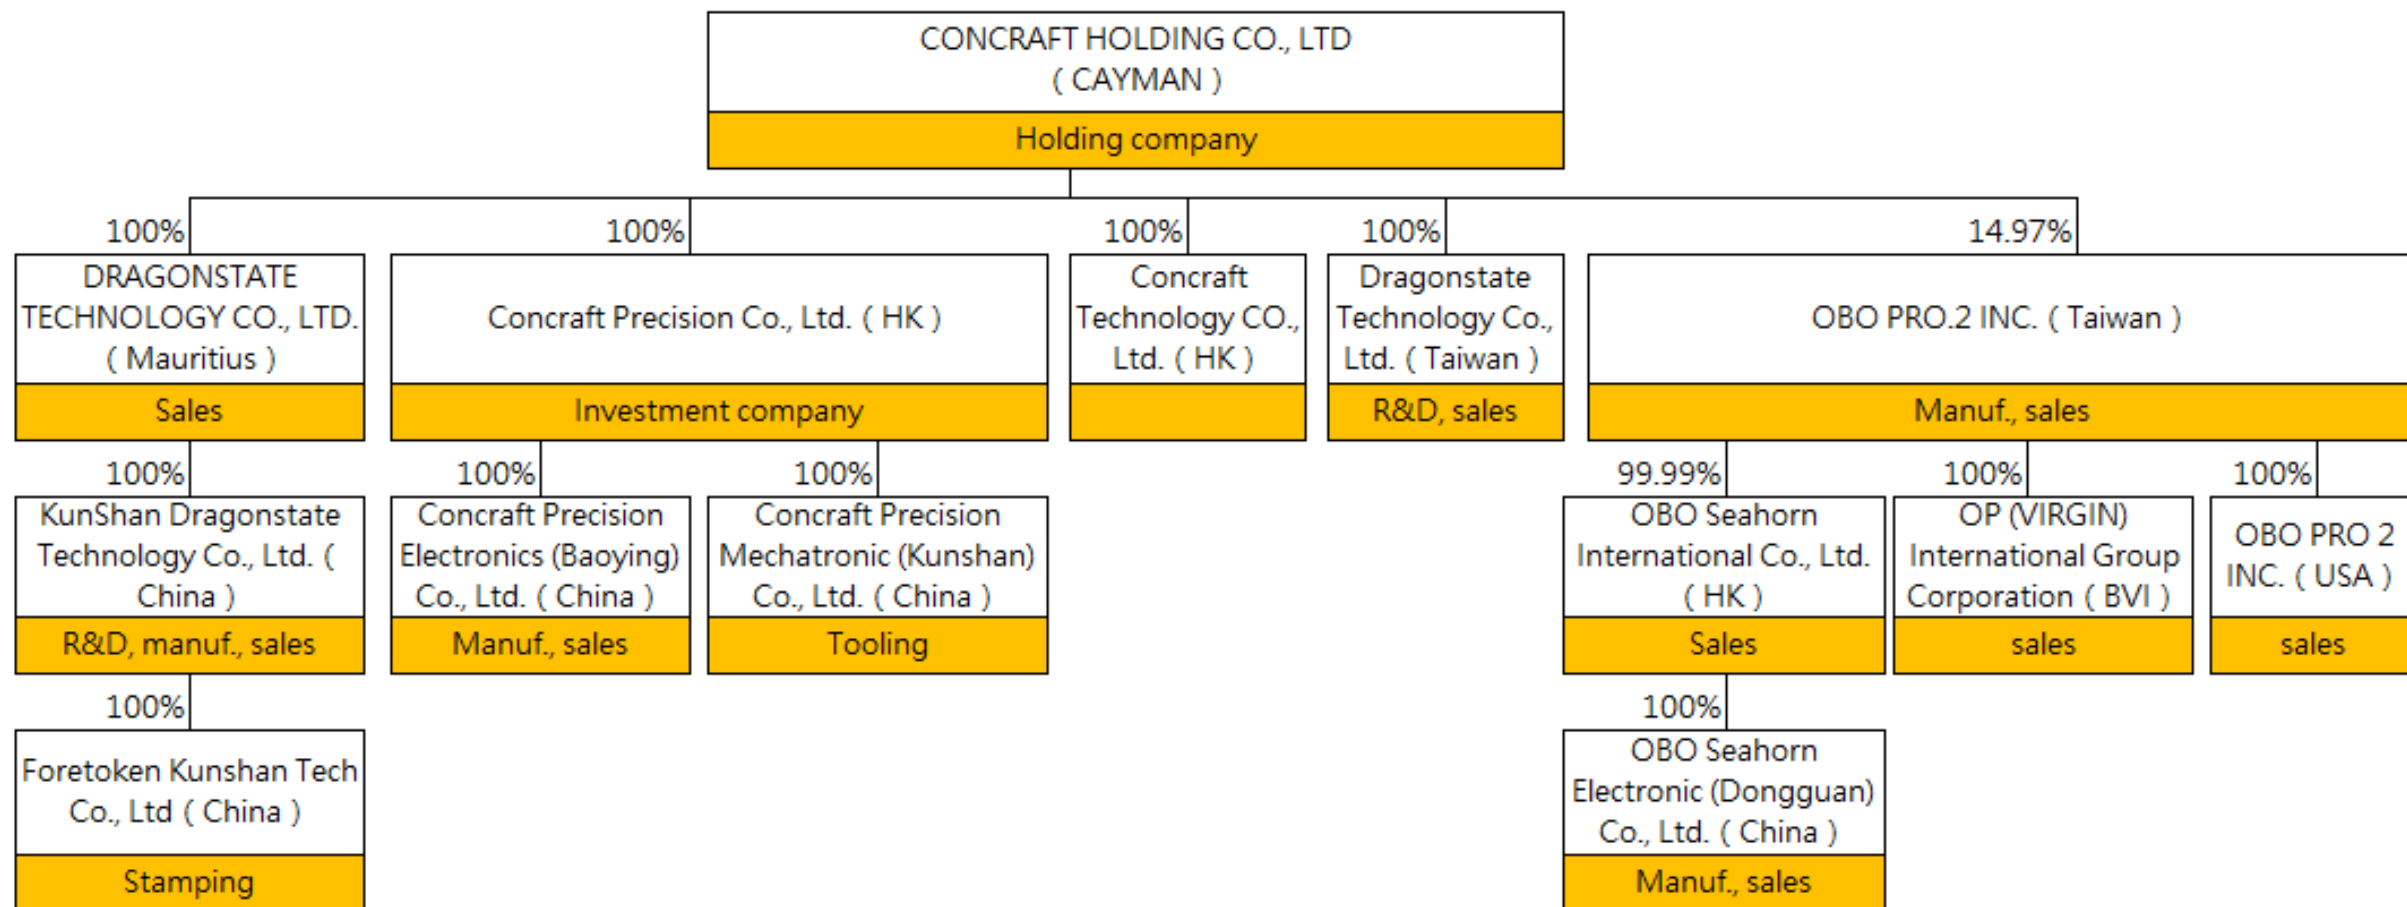 CONCRAFT HOLDING CO., LTD
( CAYMAN )
Holding company
100%
100%
100%
100%
14.97%
DRAGONSTATE
TECHNOLOGY CO., LTD.
( Mauritius )
Sales
Concraft Precision Co., Ltd. ( HK )
Investment company
Concraft
Technology CO.,
Ltd. ( HK )
Dragonstate
Technology Co.,
Ltd. ( Taiwan )
R&D, sales
OBO PRO.2 INC. ( Taiwan )
Manuf., sales
100%
100%
100%
99.99%
100%
100%
KunShan Dragonstate
Technology Co., Ltd. (
China )
R&D, manuf., sales
Concraft Precision
Electronics (Baoying)
Co., Ltd. ( China )
Manuf., sales
Concraft Precision
Mechatronic (Kunshan)
Co., Ltd. ( China )
Tooling
OBO Seahorn
International Co., Ltd.
( HK )
Sales
OP (VIRGIN)
International Group
Corporation ( BVI )
sales
OBO PRO 2
INC. ( USA )
sales
100%
100%
Foretoken Kunshan Tech
Co., Ltd ( China )
Stamping
OBO Seahorn
Electronic (Dongguan)
Co., Ltd. ( China )
Manuf., sales